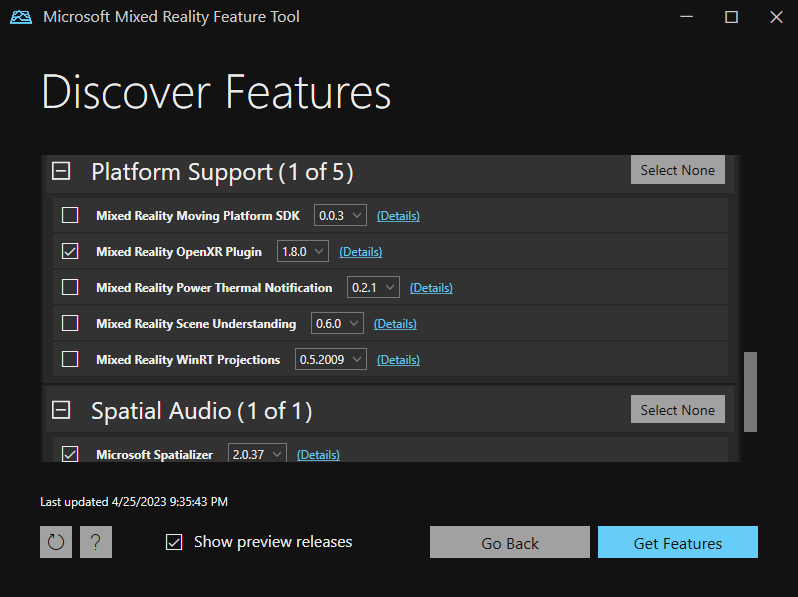 Microsoft Mixed Reality Feature Tool
Discover Features
Platform Support (1 of 5) Select None
Mixed Reality Moving Platform SDK 0.0.3 (Details)
Mixed Reality OpenXR Plugin 1.8.0 (Details)
Mixed Reality Power Thermal Notification 0.2.1 (Details)
Mixed Reality Scene Understanding 0.6.0 (Details)
Mixed Reality WinRT Projections 0.5.2009 (Details)
Spatial Audio (1 of 1) Select None
Microsoft Spatializer 2.0.37 (Details)
Last updated 4/25/2023 9:35:43 PM
? Show preview releases Go Back Get Features